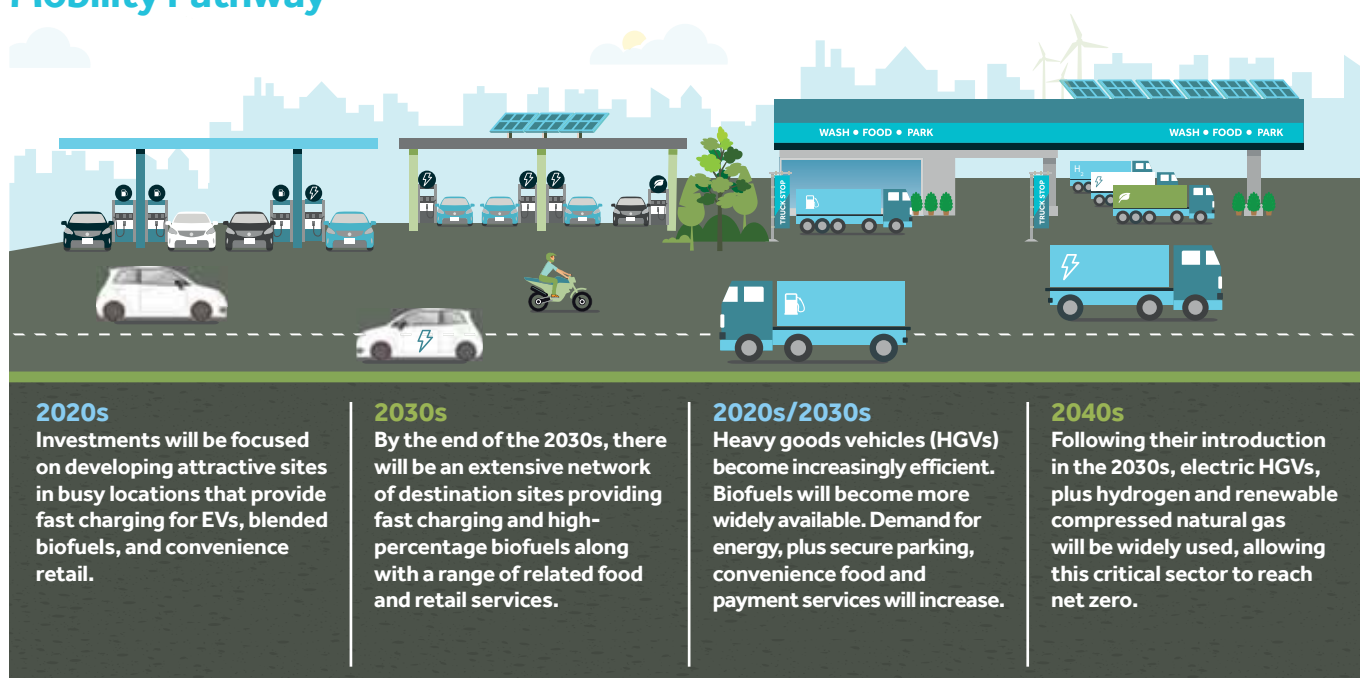 Mobility Pathway
WASH • FOOD • PARK
WASH • FOOD • PARK
TRUCK STOP
TRUCK STOP
H2
2020s
Investments will be focused
on developing attractive sites
in busy locations that provide
fast charging for EVs, blended
biofuels, and convenience
retail.
2030s
By the end of the 2030s, there
will be an extensive network
of destination sites providing
fast charging and high-
percentage biofuels along
with a range of related food
and retail services.
2020s/2030s
Heavy goods vehicles (HGVs)
become increasingly efficient.
Biofuels will become more
widely available. Demand for
energy, plus secure parking,
convenience food and
payment services will increase.
2040s
Following their introduction
in the 2030s, electric HGVs,
plus hydrogen and renewable
compressed natural gas
will be widely used, allowing
this critical sector to reach
net zero.